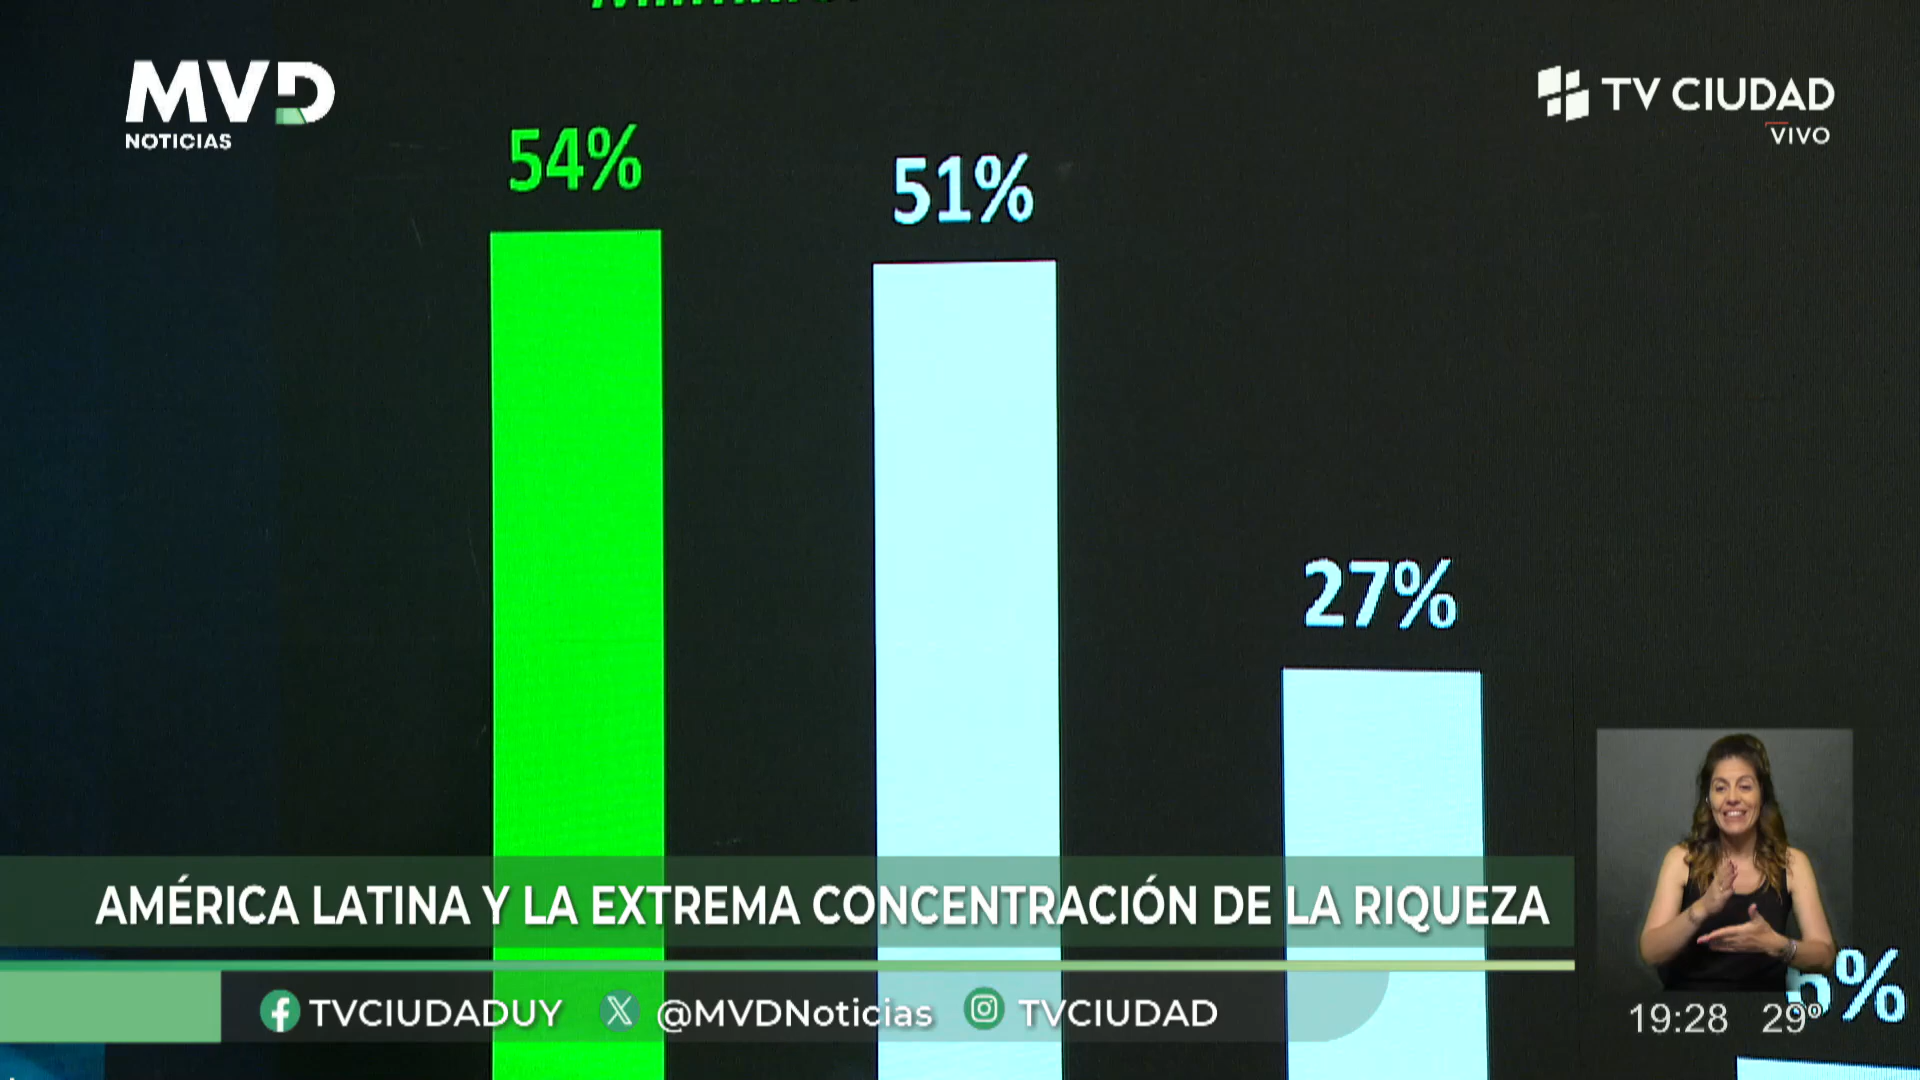 MVD
NOTICIAS
TV CIUDAD
VIVO
54%
51%
27%
AMÉRICA LATINA Y LA EXTREMA CONCENTRACIÓN DE LA RIQUEZA
TVCIUDADUY @MVDNoticias TVCIUDAD
19:28 29º